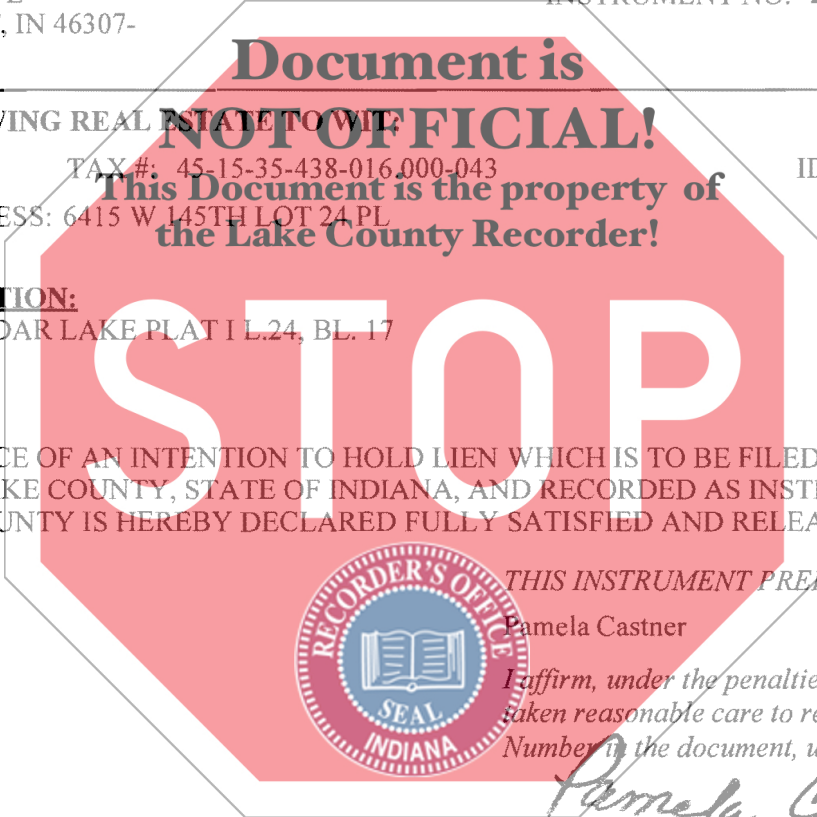 , IN 46307-
INSTRUMENT NO.
Document is
ING REAL ESTATE TO WIT:
NOT OFFICIAL!
TAX #: 45-15-35-438-016.000-043
ID
This Document is the property of
ESS: 6415 W 145TH LOT 24 PL
the Lake County Recorder!
TION:
DAR LAKE PLAT I L.24, BL. 17
STOP
CE OF AN INTENTION TO HOLD LIEN WHICH IS TO BE FILED
KE COUNTY, STATE OF INDIANA, AND RECORDED AS INST
UNTY IS HEREBY DECLARED FULLY SATISFIED AND RELEA
THIS INSTRUMENT PREP
RECORDER'S OFFICE
SEAL
INDIANA
Pamela Castner
I affirm, under the penaltie
taken reasonable care to re
Number in the document, u
Pamela C